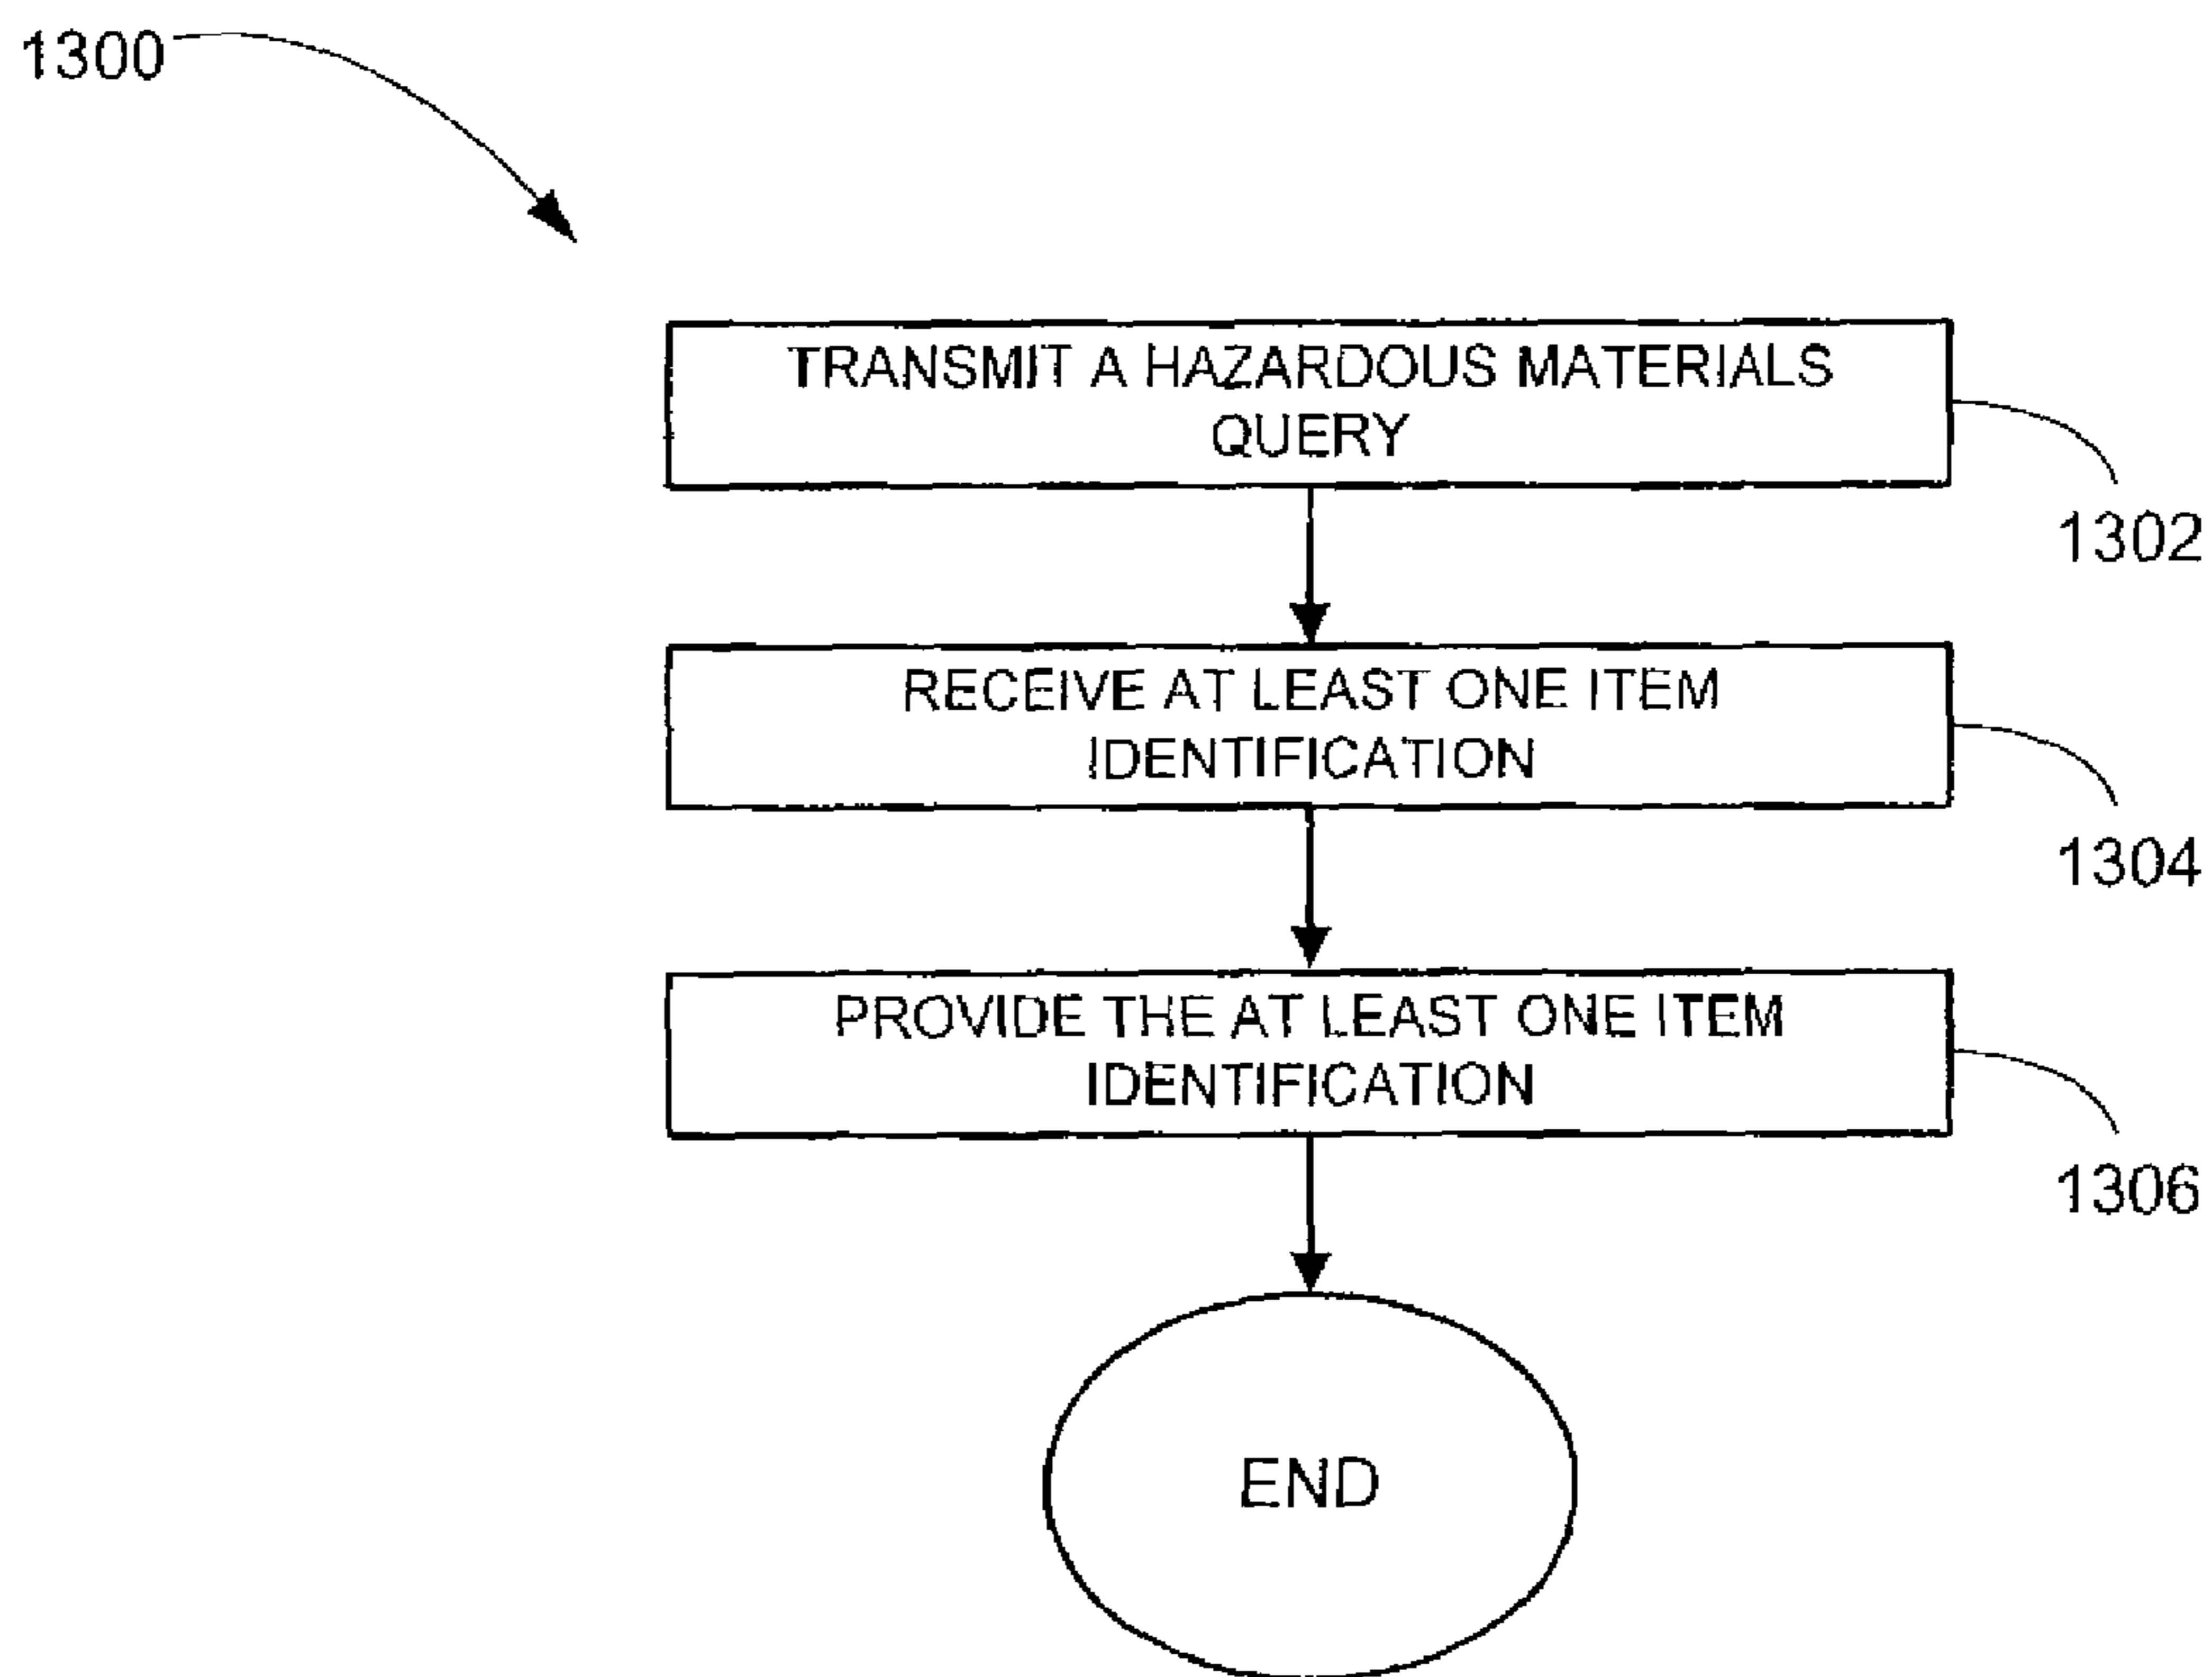 1300
TRANSMIT A HAZARDOUS MATERIALS
QUERY
1302
RECEIVE AT LEAST ONE ITEM
IDENTIFICATION
1304
PROVIDE THE AT LEAST ONE ITEM
IDENTIFICATION
1306
END